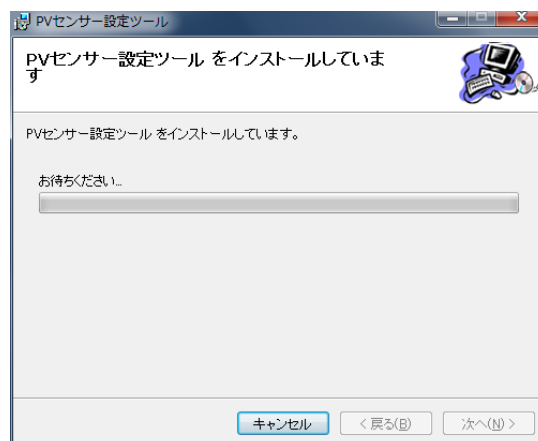 PVセンサー設定ツール
PVセンサー設定ツール をインストールしていま
す
PVセンサー設定ツール をインストールしています。
お待ちください...
キャンセル
< 戻る(B)
次へ(N) >